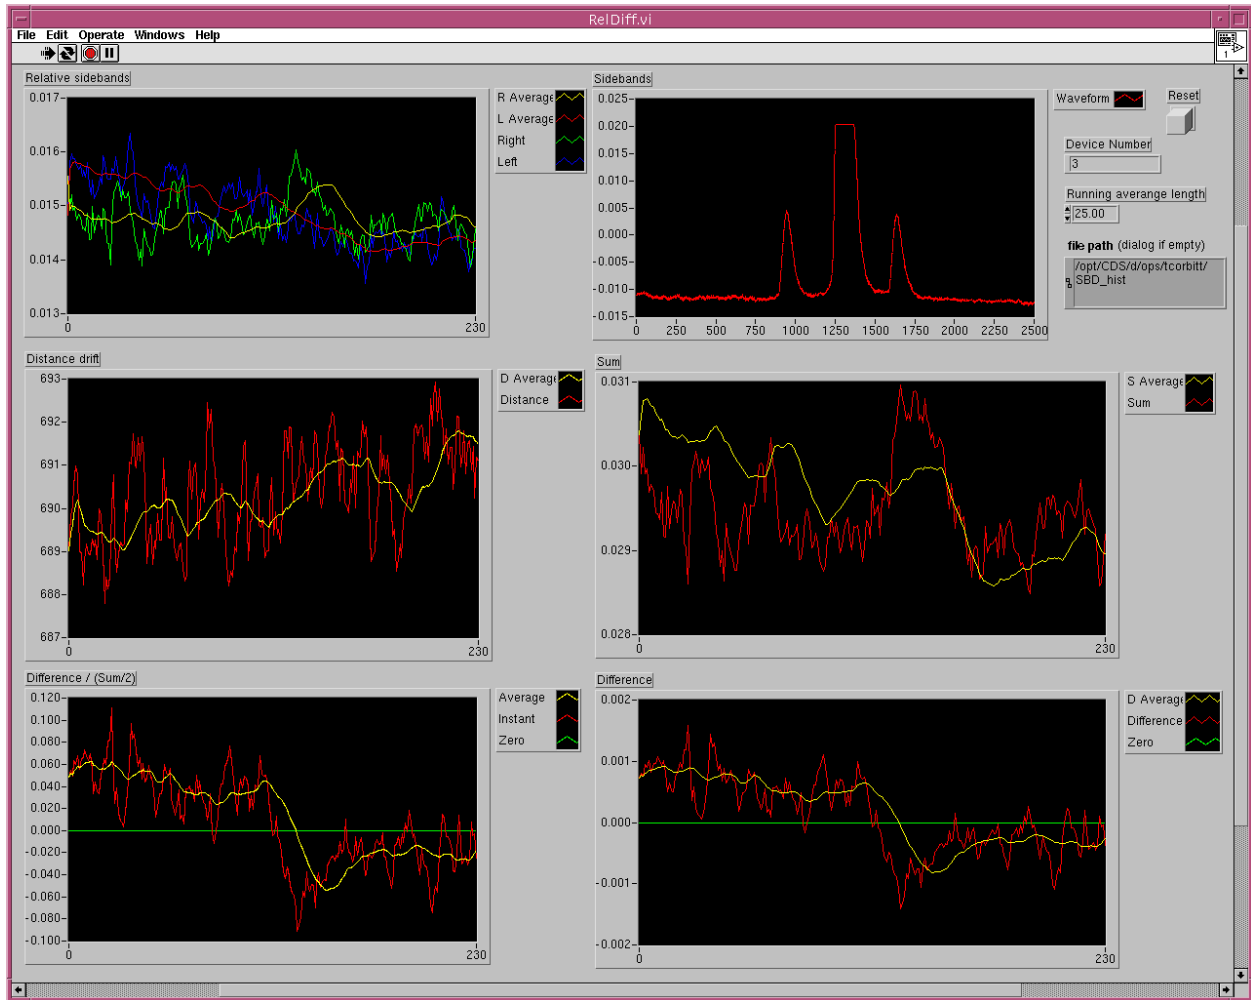 RelDiff.vi
File Edit Operate Windows Help
1
Relative sidebands
0.017
0.016
0.015
0.014
0.013
0
230
R Average
L Average
Right
Left
Sidebands
0.025
0.020
0.015
0.010
0.005
0.000
-0.005
-0.010
-0.015
0 250 500 750 1000 1250 1500 1750 2000 2250 2500
Waveform
Reset
Device Number
3
Running averange length
25.00
file path (dialog if empty)
/opt/CDS/d/ops/tcorbitt/
SBD_hist
Distance drift
693
692
691
690
689
688
687
0
230
D Average
Distance
Sum
0.031
0.030
0.029
0.028
0
230
S Average
Sum
Difference / (Sum/2)
0.120
0.100
0.080
0.060
0.040
0.020
0.000
-0.020
-0.040
-0.060
-0.080
-0.100
0
230
Average
Instant
Zero
Difference
0.002
0.001
0.000
-0.001
-0.002
0
230
D Average
Difference
Zero